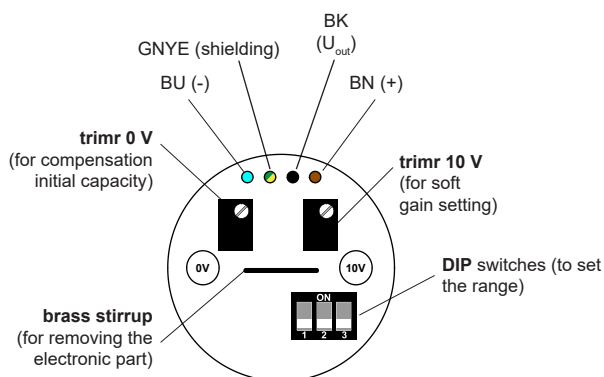 BK
(Uout)
GNYE (shielding)
BU (-)
BN (+)
trimr 0 V
(for compensation
initial capacity)
trimr 10 V
(for soft
gain setting)
0V
10V
DIP switches (to set
the range)
ON
1 2 3
brass stirrup
(for removing the
electronic part)